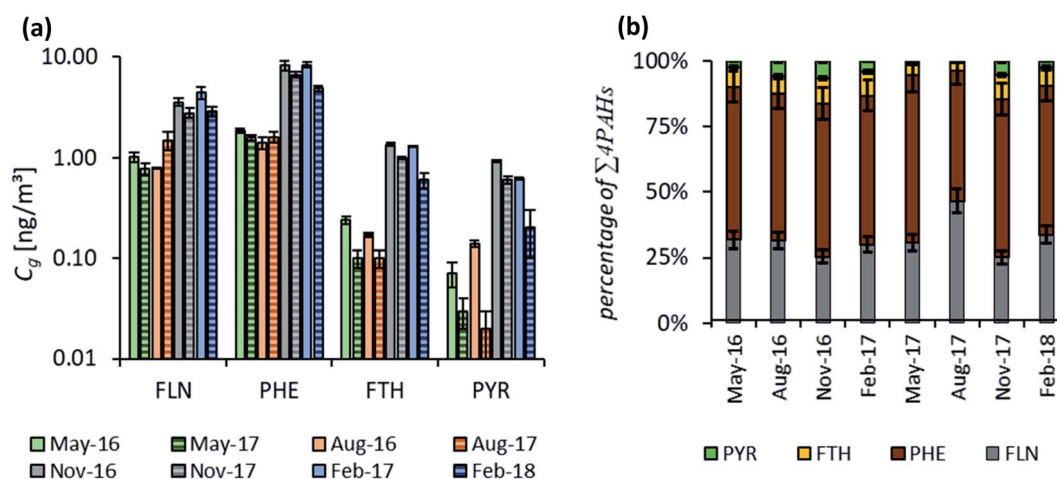 (a)
10.00
1.00
0.10
0.01
Cg [ng/m³]
FLN PHE FTH PYR
May-16 May-17 Aug-16 Aug-17
Nov-16 Nov-17 Feb-17 Feb-18
(b)
100%
75%
50%
25%
0%
percentage of ∑4PAHs
May-16
Aug-16
Nov-16
Feb-17
May-17
Aug-17
Nov-17
Feb-18
PYR FTH PHE FLN